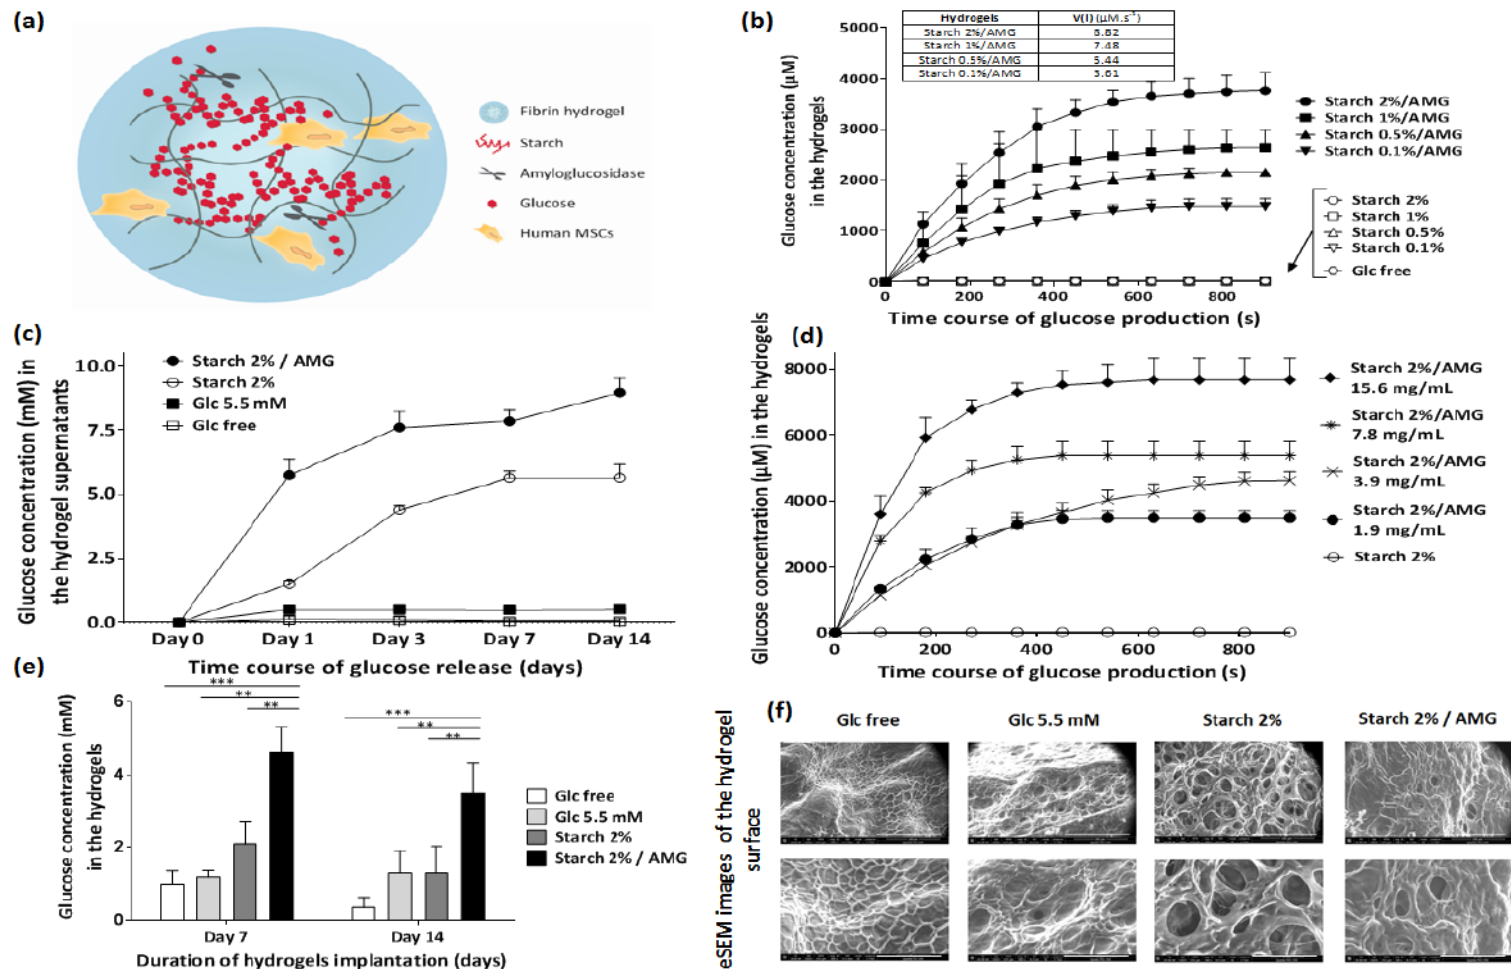 (a)
Fibrin hydrogel
Starch
Amyloglucosidase
Glucose
Human MSCs
(b)
Hydrogels V(i) (µM.s⁻¹)
Starch 2%/AMG
Starch 1%/AMG 7.48
Starch 0.5%/AMG
Starch 0.1%/AMG
Glucose concentration (µM)
in the hydrogels
5000
4000
3000
2000
1000
0
0 200 400 600 800
Time course of glucose production (s)
Starch 2%/AMG
Starch 1%/AMG
Starch 0.5%/AMG
Starch 0.1%/AMG
Starch 2%
Starch 1%
Starch 0.5%
Starch 0.1%
Glc free
(c)
Glucose concentration (mM) in
the hydrogel supernatants
10.0
7.5
5.0
2.5
0.0
Starch 2% / AMG
Starch 2%
Glc 5.5 mM
Glc free
Day 0 Day 1 Day 3 Day 7 Day 14
Time course of glucose release (days)
(d)
Glucose concentration (µM) in the hydrogels
8000
6000
4000
2000
0
0 200 400 600 800
Time course of glucose production (s)
Starch 2%/AMG
15.6 mg/mL
Starch 2%/AMG
7.8 mg/mL
Starch 2%/AMG
3.9 mg/mL
Starch 2%/AMG
1.9 mg/mL
Starch 2%
(e)
Glucose concentration (mM)
in the hydrogels
6
4
2
0
***
**
**
***
**
**
Glc free
Glc 5.5 mM
Starch 2%
Starch 2% / AMG
Day 7 Day 14
Duration of hydrogels implantation (days)
(f)
Glc free Glc 5.5 mM Starch 2% Starch 2% / AMG
eSEM images of the hydrogel
surface